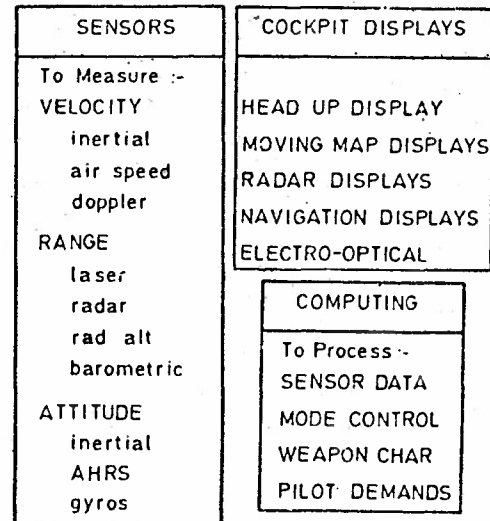 SENSORS
To Measure :-
VELOCITY
inertial
air speed
doppler
RANGE
laser
radar
rad alt
barometric
ATTITUDE
inertial
AHRS
gyros
COCKPIT DISPLAYS
HEAD UP DISPLAY
MOVING MAP DISPLAYS
RADAR DISPLAYS
NAVIGATION DISPLAYS
ELECTRO-OPTICAL
COMPUTING
To Process :-
SENSOR DATA
MODE CONTROL
WEAPON CHAR
PILOT DEMANDS